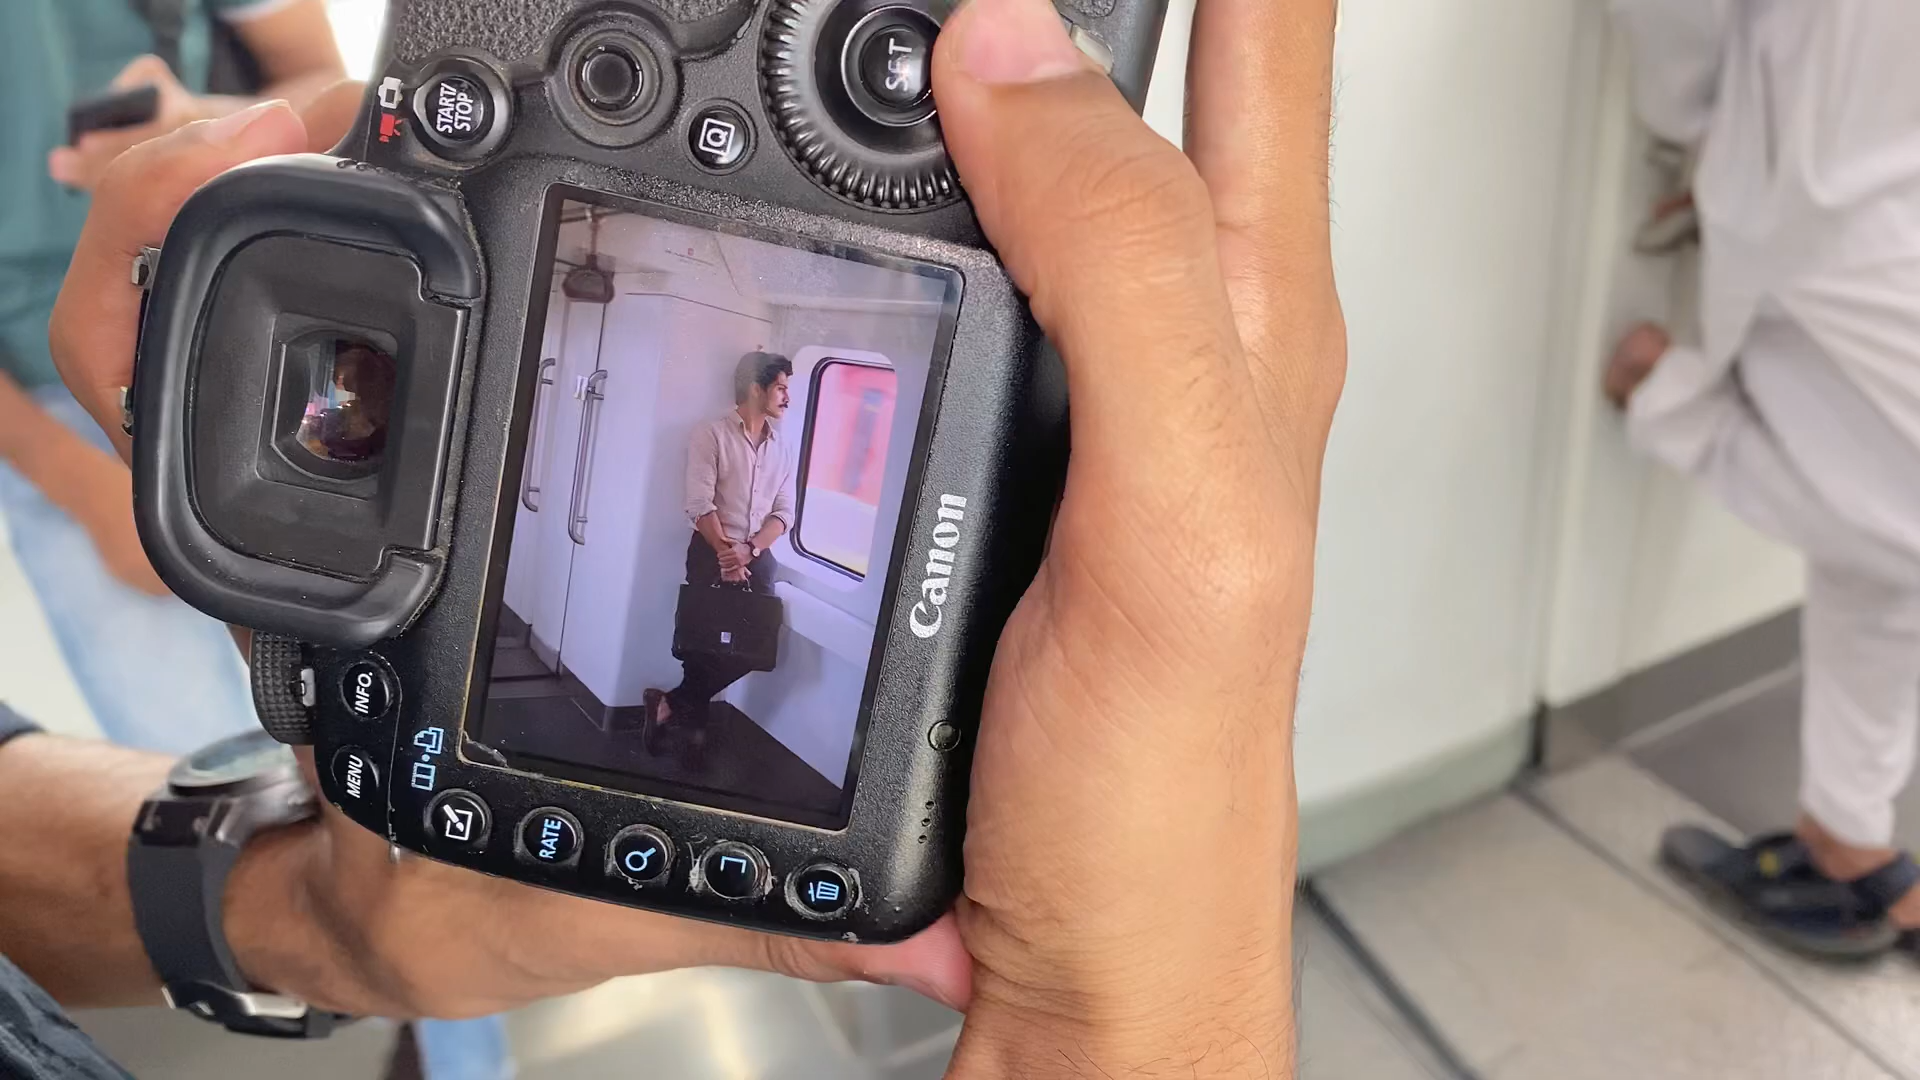 START/
STOP
Q
SET
Canon
INFO.
MENU
RATE